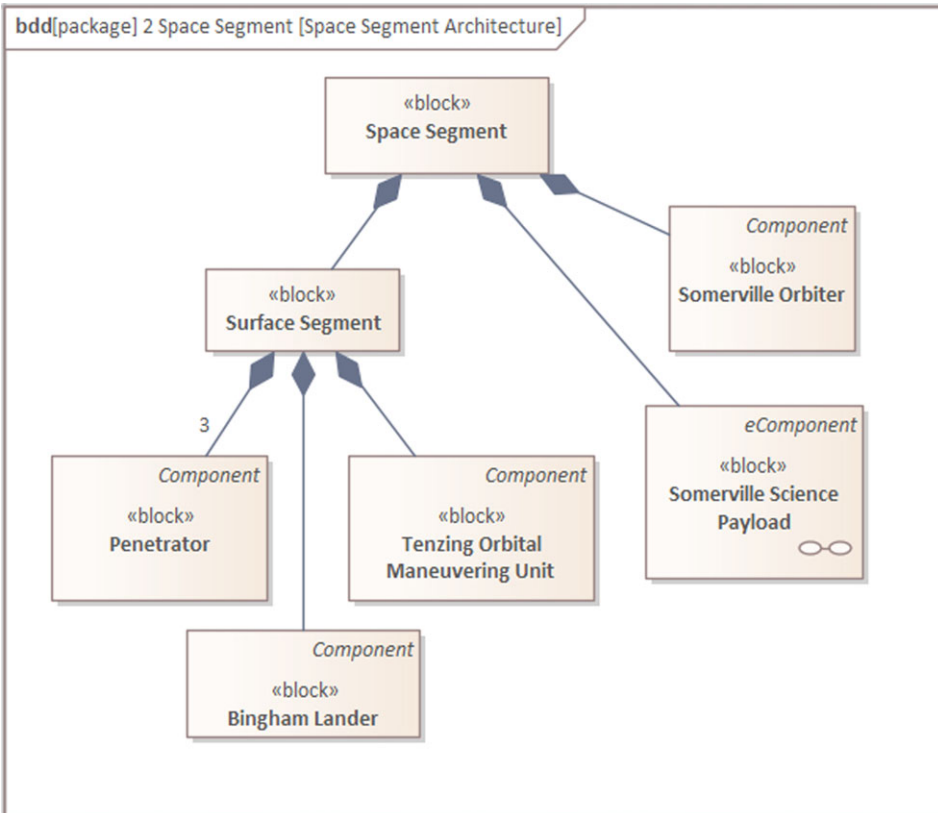 bdd[package] 2 Space Segment [Space Segment Architecture]
«block»
Space Segment
Component
«block»
Somerville Orbiter
«block»
Surface Segment
eComponent
«block»
Somerville Science
Payload
3
Component
«block»
Penetrator
Component
«block»
Tenzing Orbital
Maneuvering Unit
Component
«block»
Bingham Lander